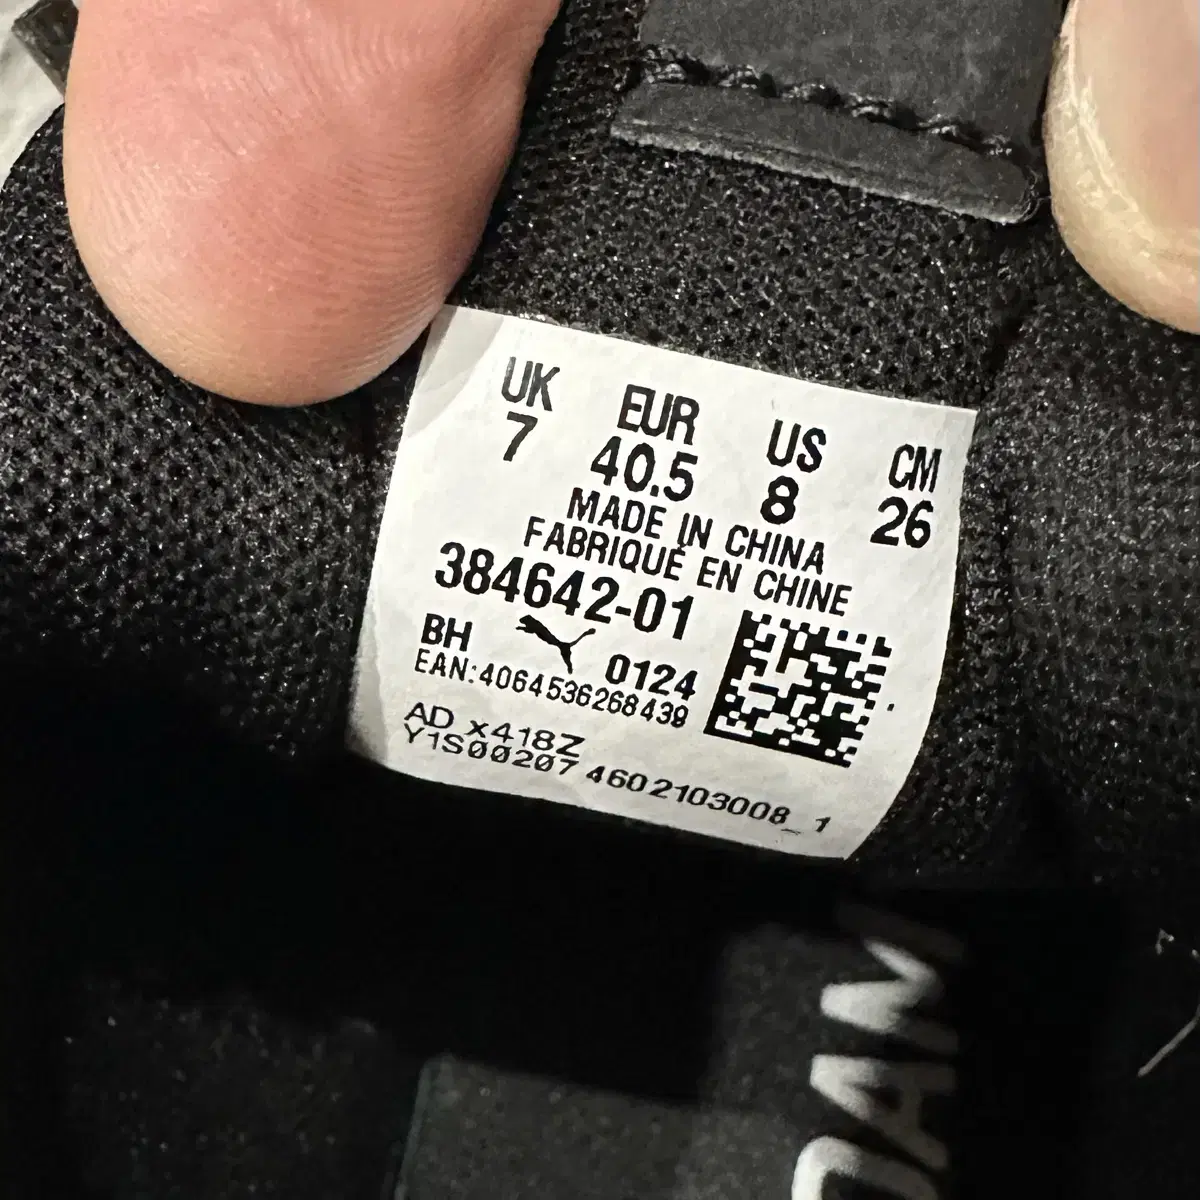 UK EUR US CM
7 40.5 8 26
MADE IN CHINA
FABRIQUÉ EN CHINE
384642-01
BH 0124
EAN:4064536268439
AD x418Z
Y1S00207 4602103008_1